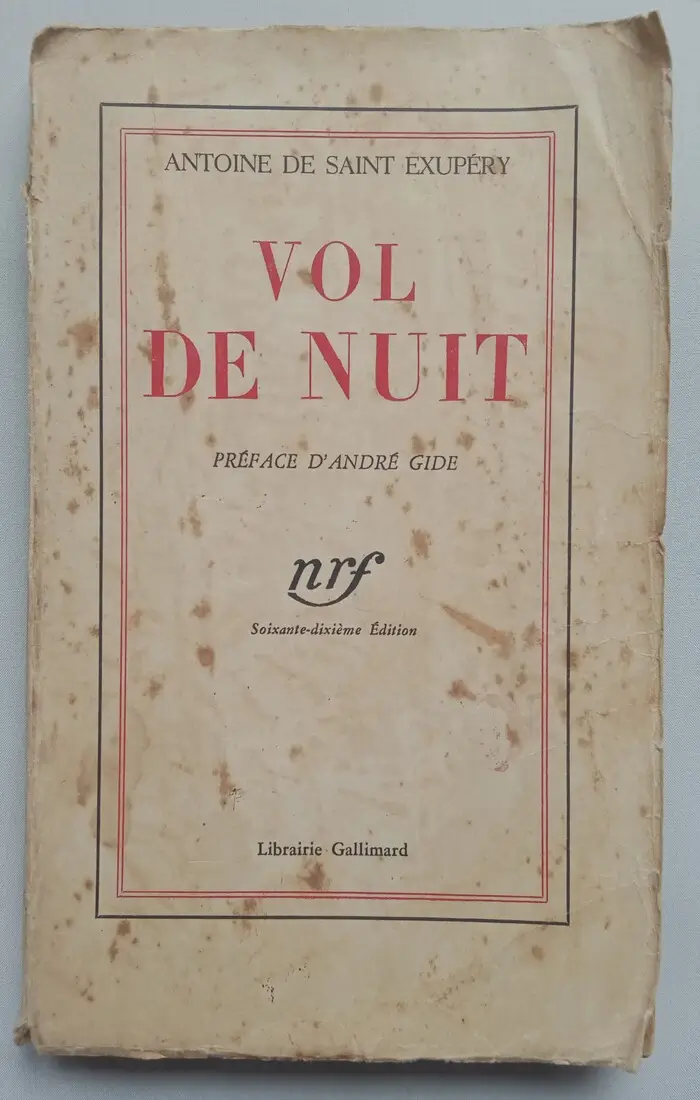 ANTOINE DE SAINT EXUPÉRY
VOL
DE NUIT
PRÉFACE D'ANDRÉ GIDE
nrf
Soixante-dixième Édition
Librairie Gallimard